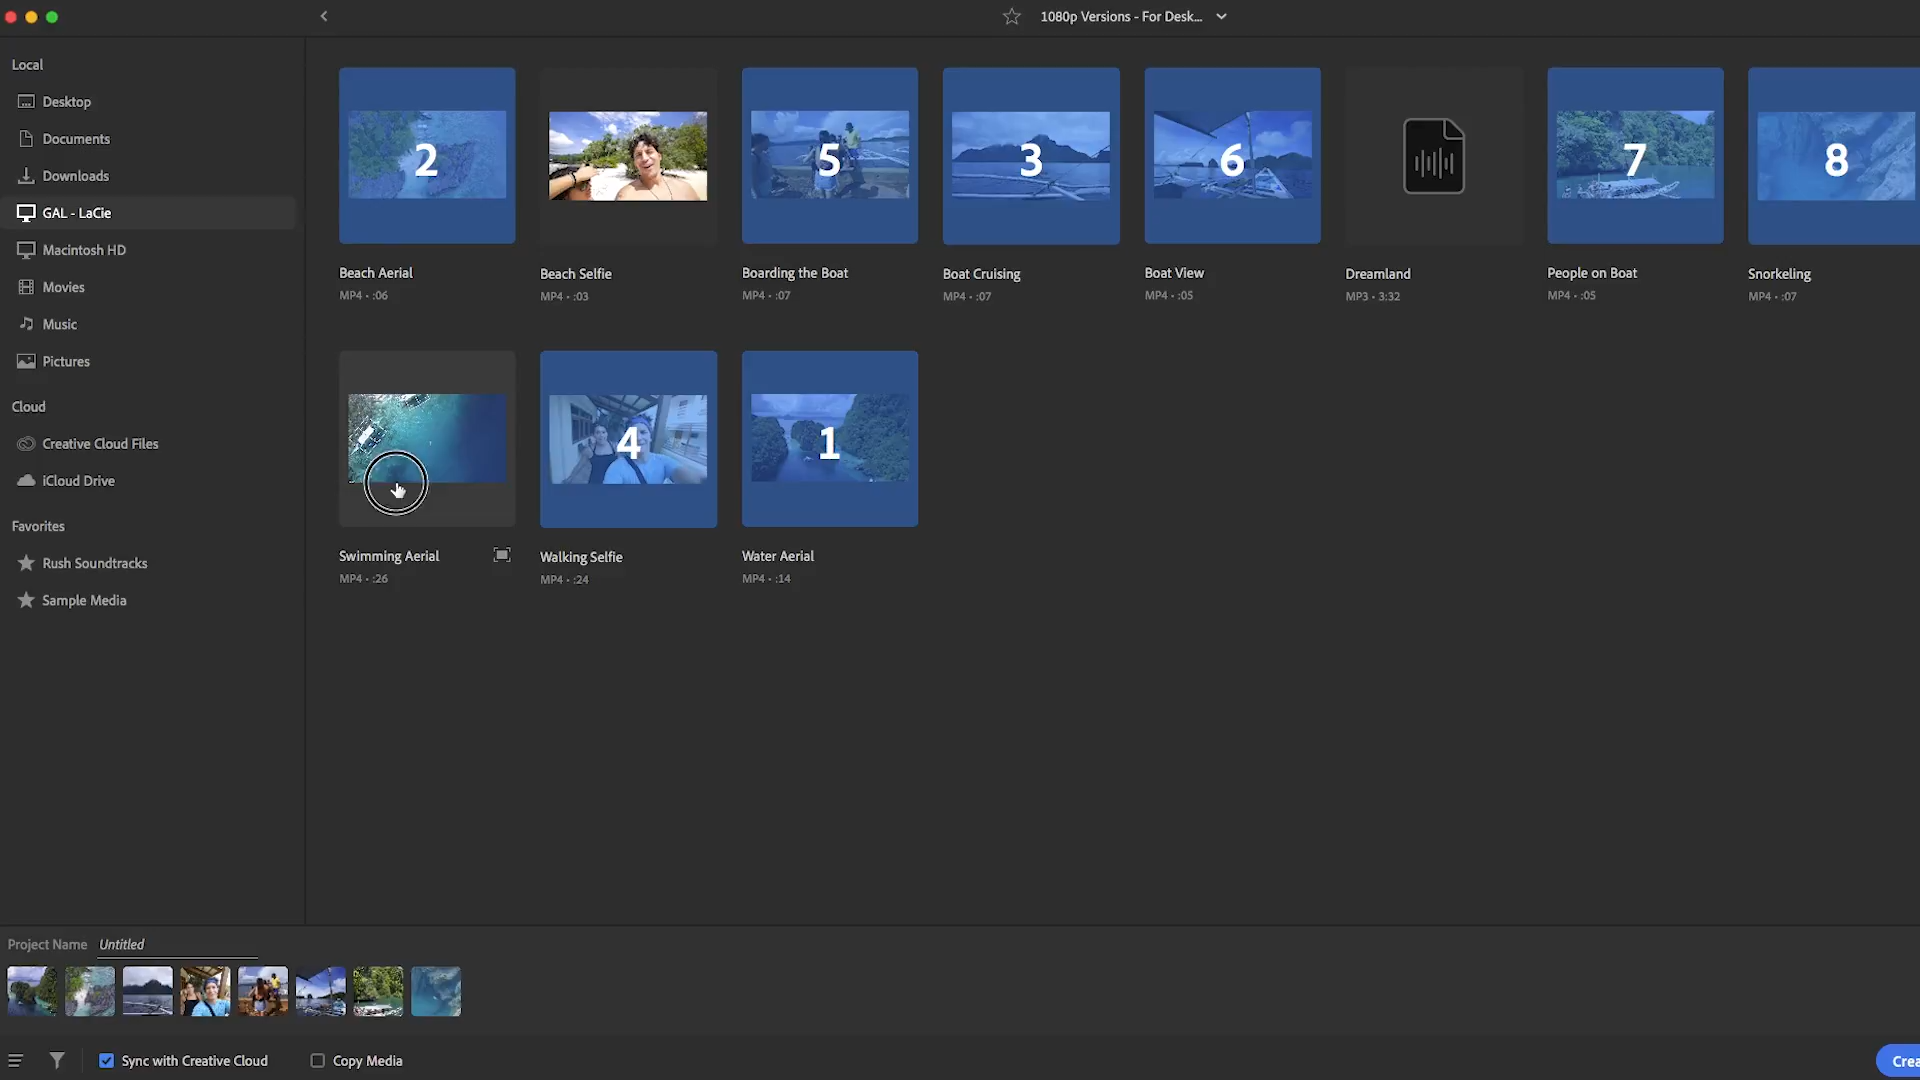 1080p Versions - For Desk...
Local
Desktop
Documents
Downloads
GAL - LaCie
Macintosh HD
Movies
Music
Pictures
Cloud
Creative Cloud Files
iCloud Drive
Favorites
Rush Soundtracks
Sample Media
2
5
3
6
7
8
Beach Aerial
MP4 • :06
Beach Selfie
MP4 • :03
Boarding the Boat
MP4 • :07
Boat Cruising
MP4 • :07
Boat View
MP4 • :05
Dreamland
MP3 • 3:32
People on Boat
MP4 • :05
Snorkeling
MP4 • :07
4
1
Swimming Aerial
MP4 • :26
Walking Selfie
MP4 • :24
Water Aerial
MP4 • :14
Project Name Untitled
Sync with Creative Cloud
Copy Media
Crea